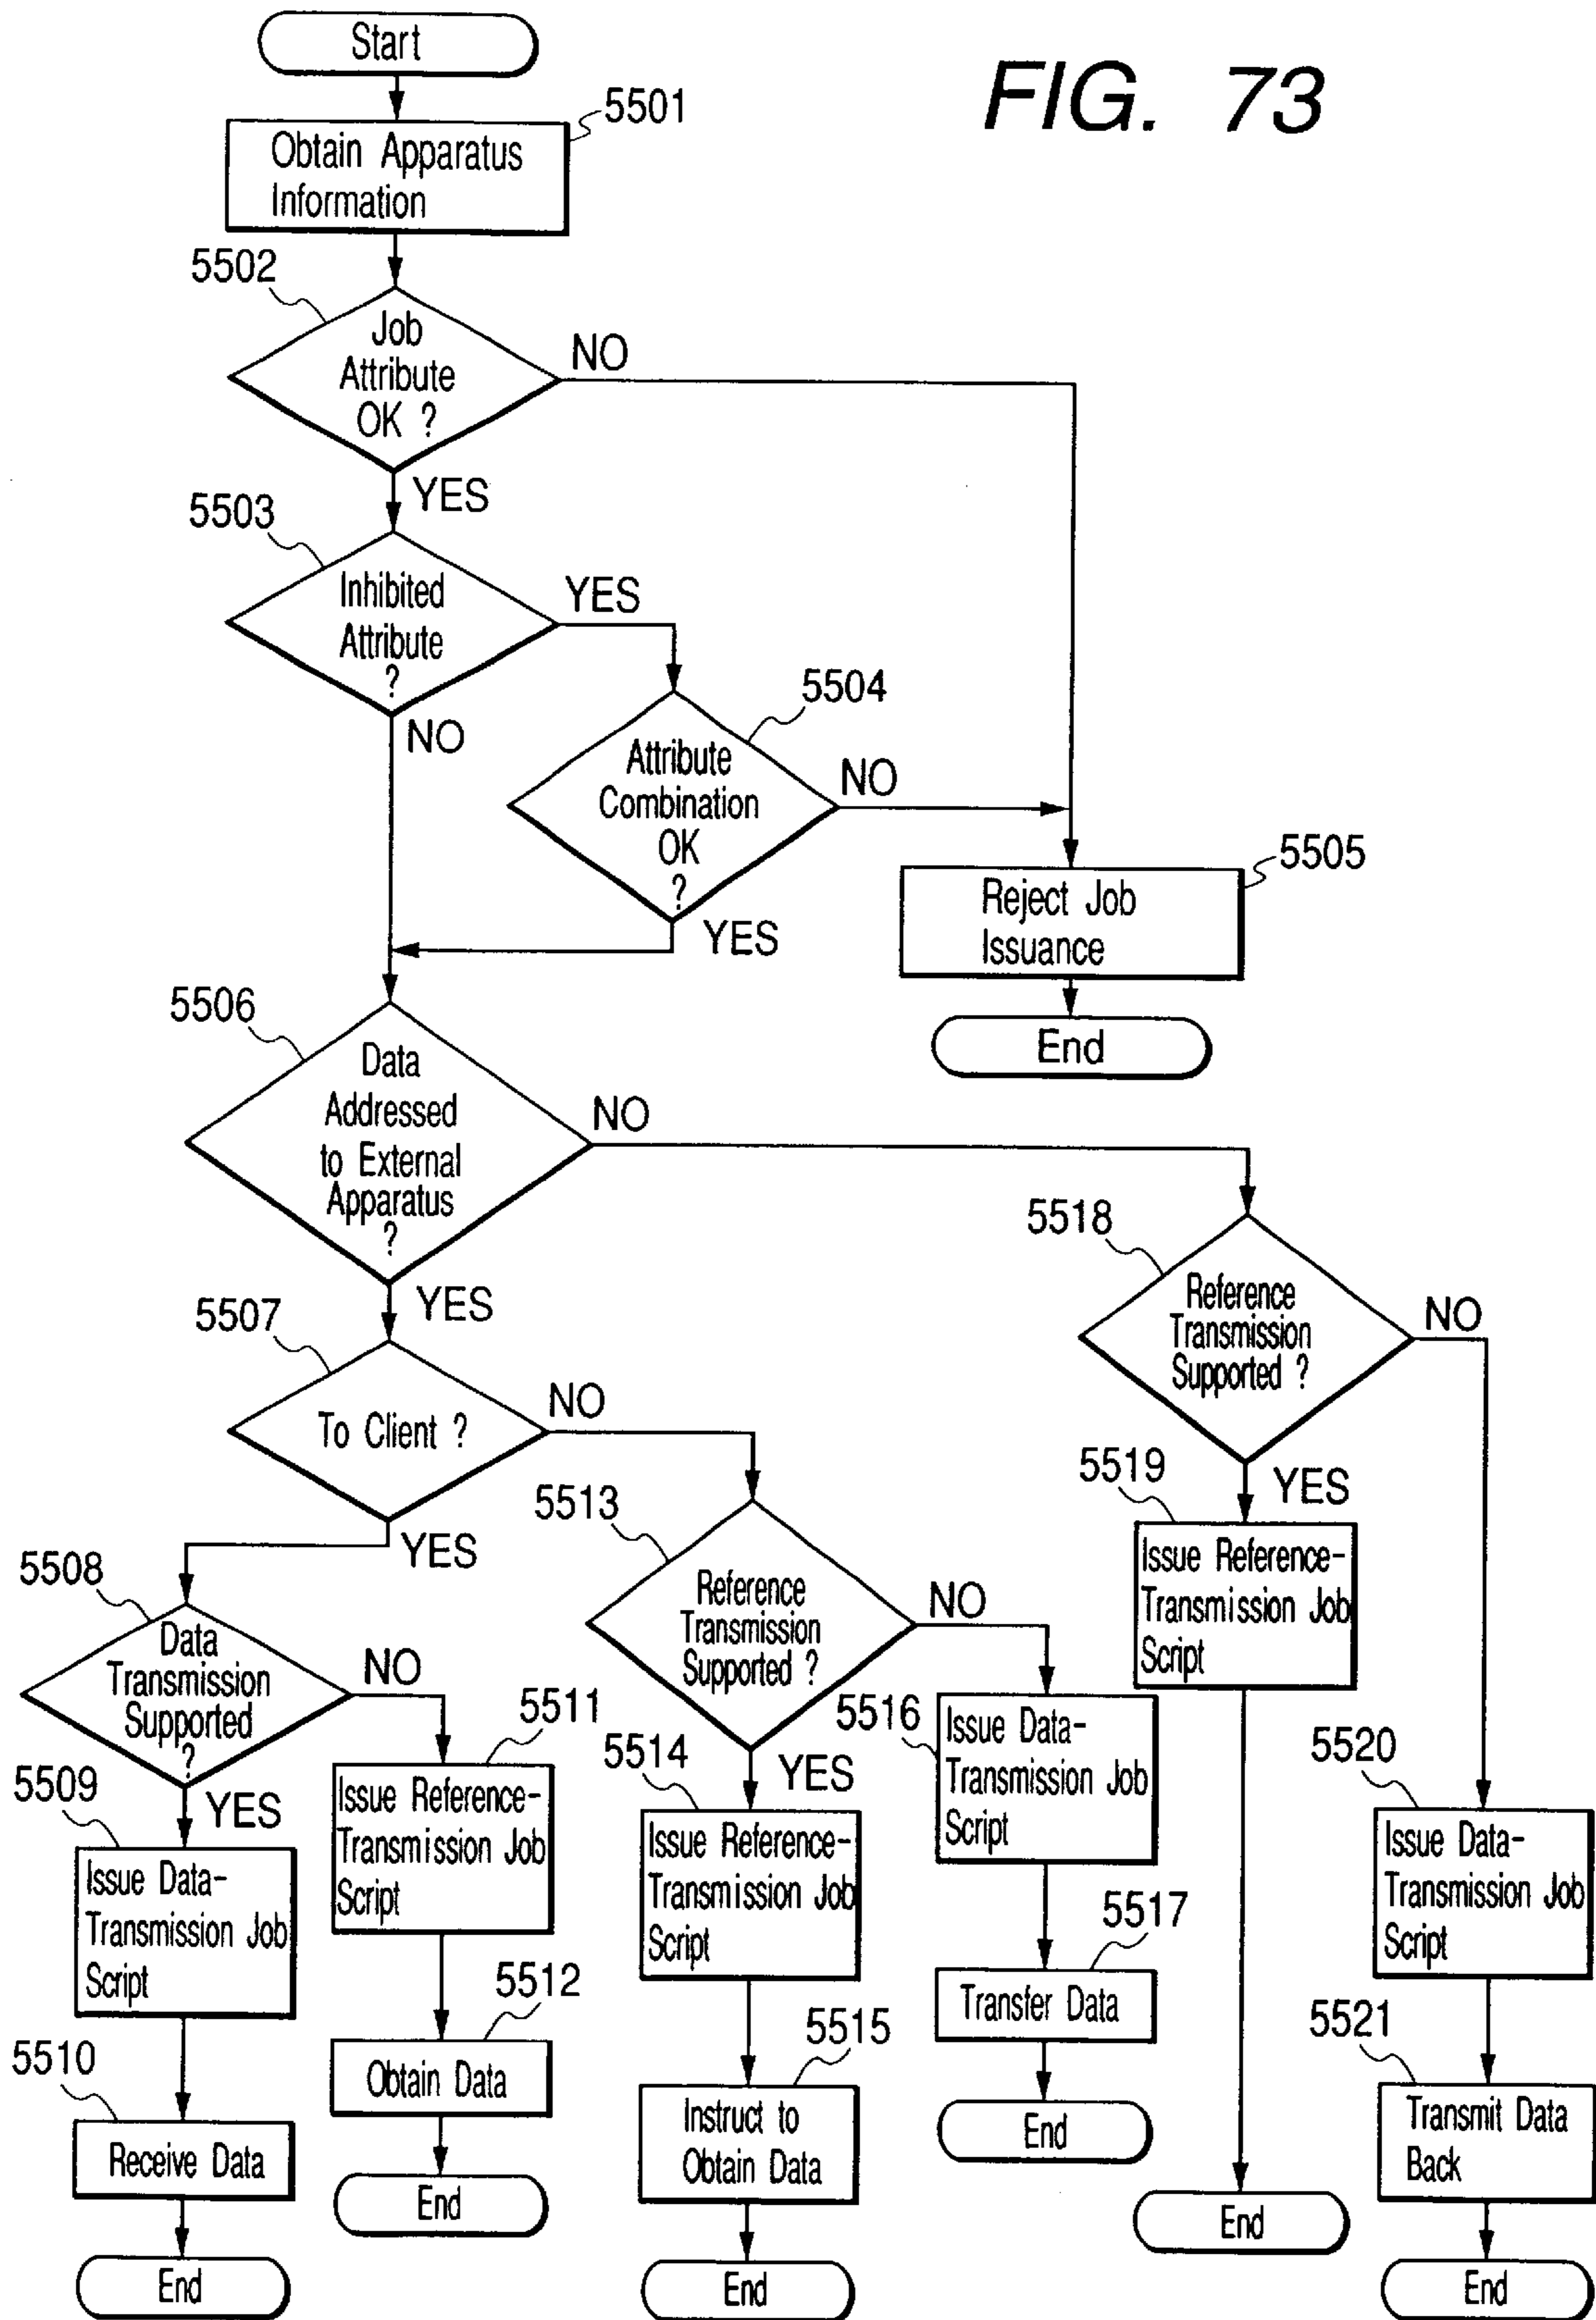 Start
FIG. 73
5501
Obtain Apparatus
Information
5502
Job
Attribute
OK ?
NO
YES
5503
Inhibited
Attribute
?
YES
NO
5504
Attribute
Combination
OK
?
NO
YES
5505
Reject Job
Issuance
End
5506
Data
Addressed
to External
Apparatus
?
NO
YES
5507
To Client ?
NO
YES
5518
Reference
Transmission
Supported ?
NO
YES
5508
Data
Transmission
Supported
?
NO
YES
5513
Reference
Transmission
Supported ?
NO
YES
5519
Issue Reference-
Transmission Job
Script
End
5509
Issue Data-
Transmission Job
Script
5510
Receive Data
End
5511
Issue Reference-
Transmission Job
Script
5512
Obtain Data
End
5514
Issue Reference-
Transmission Job
Script
5515
Instruct to
Obtain Data
End
5516
Issue Data-
Transmission Job
Script
5517
Transfer Data
End
5520
Issue Data-
Transmission Job
Script
5521
Transmit Data
Back
End